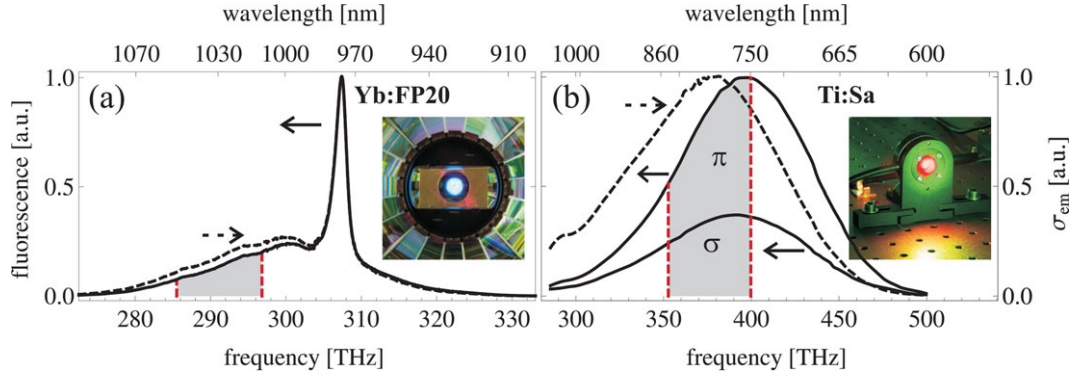 wavelength [nm]
wavelength [nm]
1070 1030 1000 970 940 910
1000 860 750 665 600
fluorescence [a.u.]
1.0
0.5
0.0
(a)
Yb:FP20
(b)
Ti:Sa
π
σ
1.0
0.5
0.0
σem [a.u.]
280 290 300 310 320 330
300 350 400 450 500
frequency [THz]
frequency [THz]